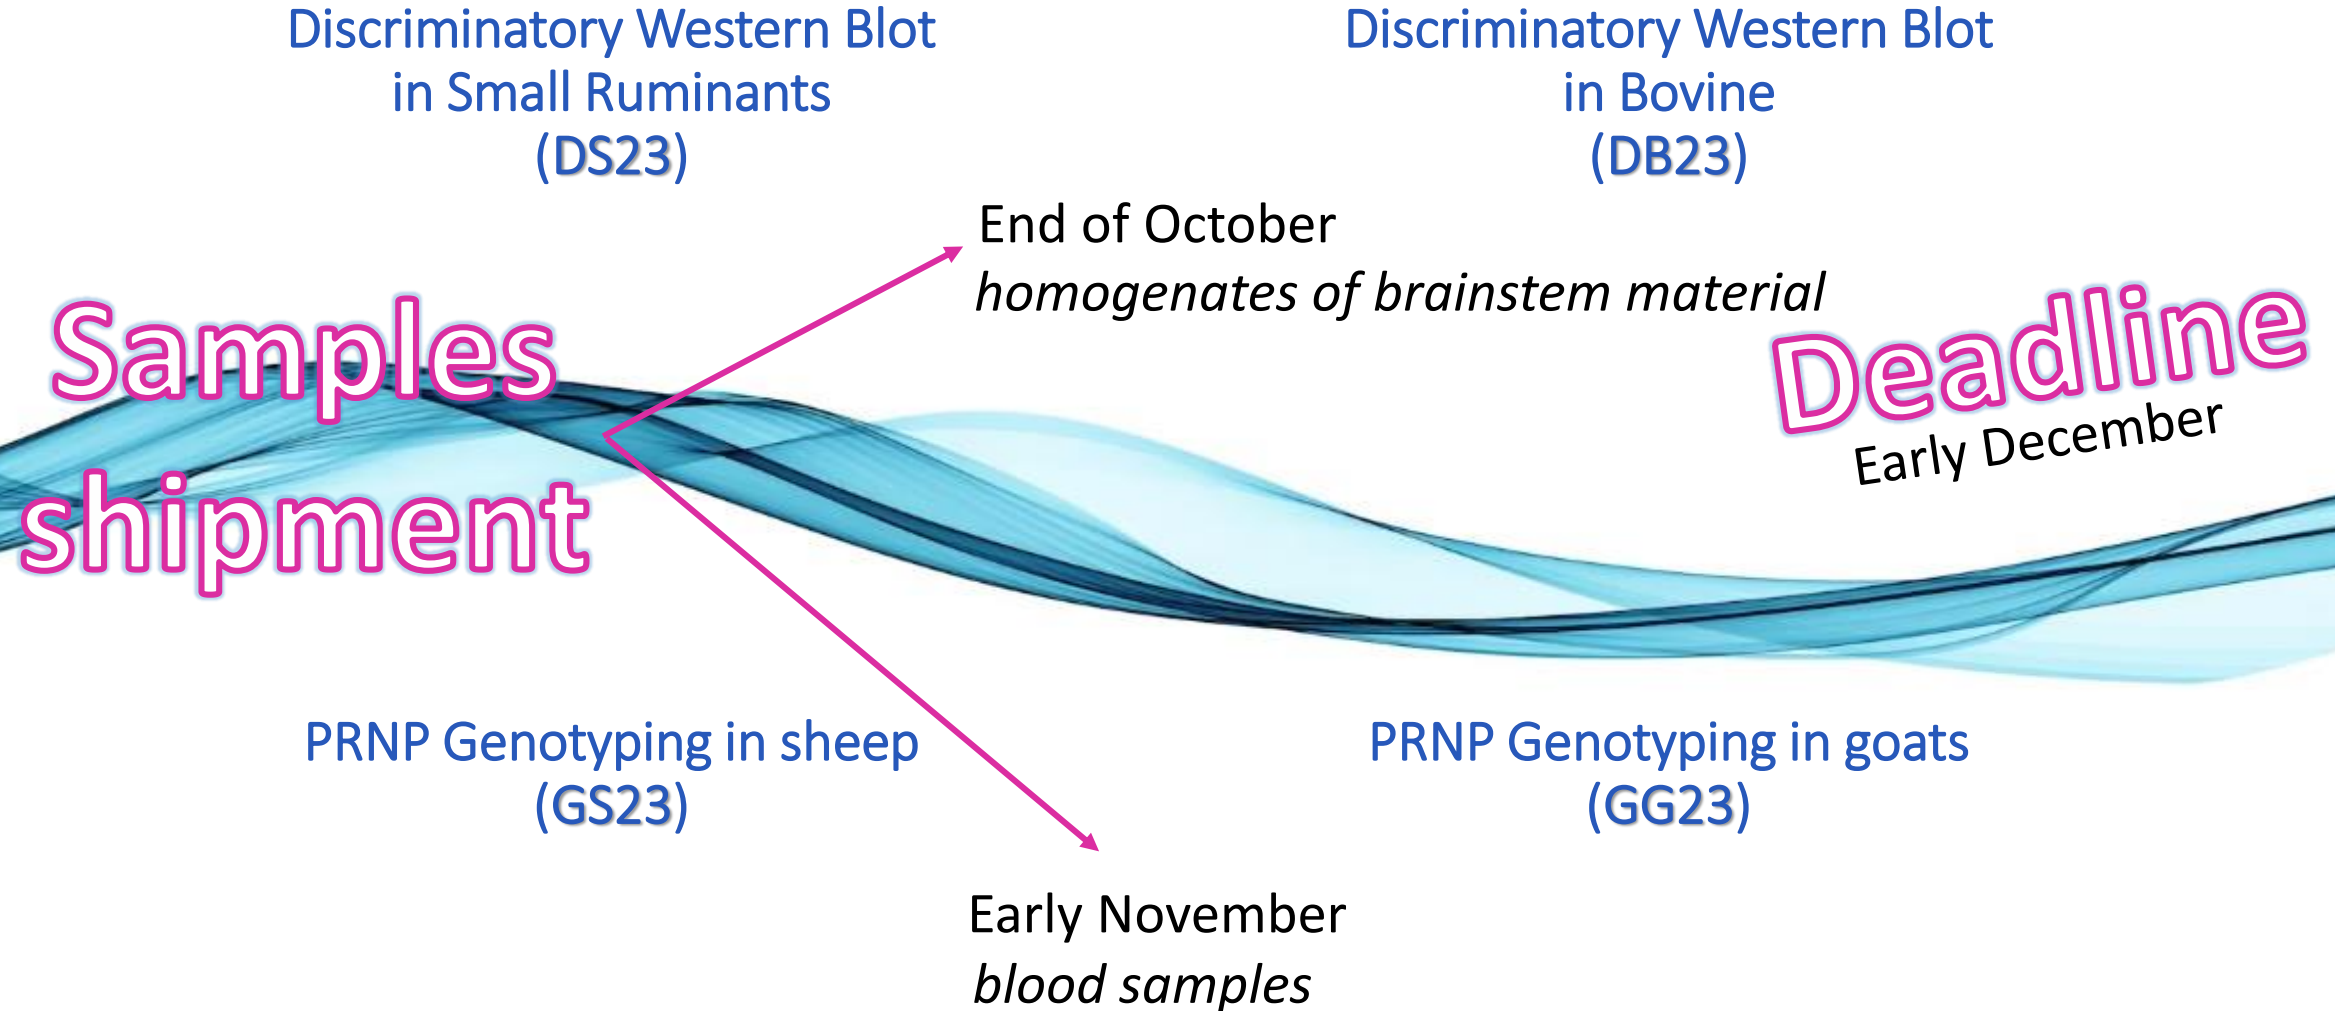 Discriminatory Western Blot
in Small Ruminants
(DS23)
Discriminatory Western Blot
in Bovine
(DB23)
End of October
homogenates of brainstem material
Samples
shipment
Deadline
Early December
PRNP Genotyping in sheep
(GS23)
PRNP Genotyping in goats
(GG23)
Early November
blood samples